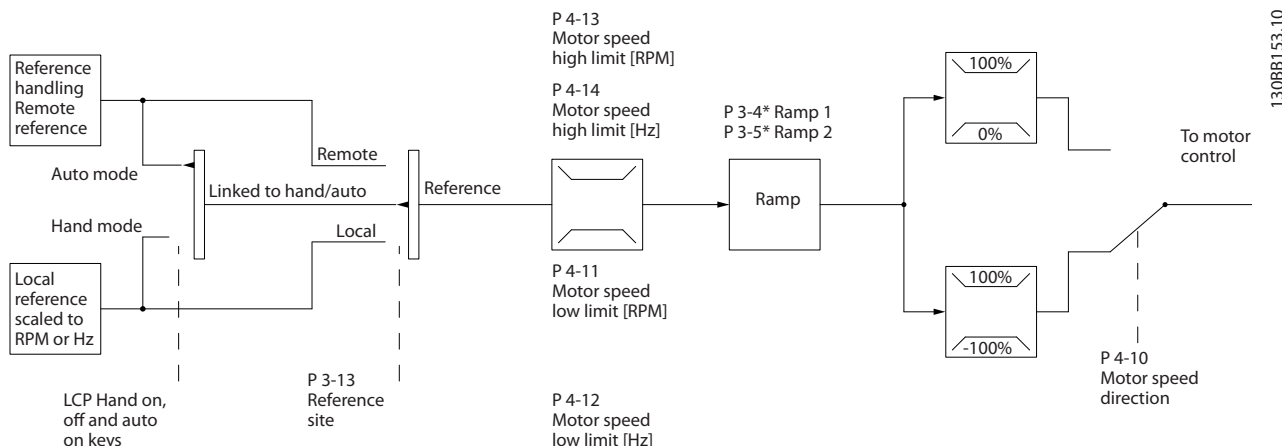 Reference
handling
Remote
reference
Auto mode
Hand mode
Local
reference
scaled to
RPM or Hz
LCP Hand on,
off and auto
on keys
Linked to hand/auto
Remote
Local
P 3-13
Reference
site
Reference
P 4-13
Motor speed
high limit [RPM]
P 4-14
Motor speed
high limit [Hz]
P 4-11
Motor speed
low limit [RPM]
P 4-12
Motor speed
low limit [Hz]
P 3-4* Ramp 1
P 3-5* Ramp 2
Ramp
100%
0%
100%
-100%
To motor
control
P 4-10
Motor speed
direction
130BB153.10